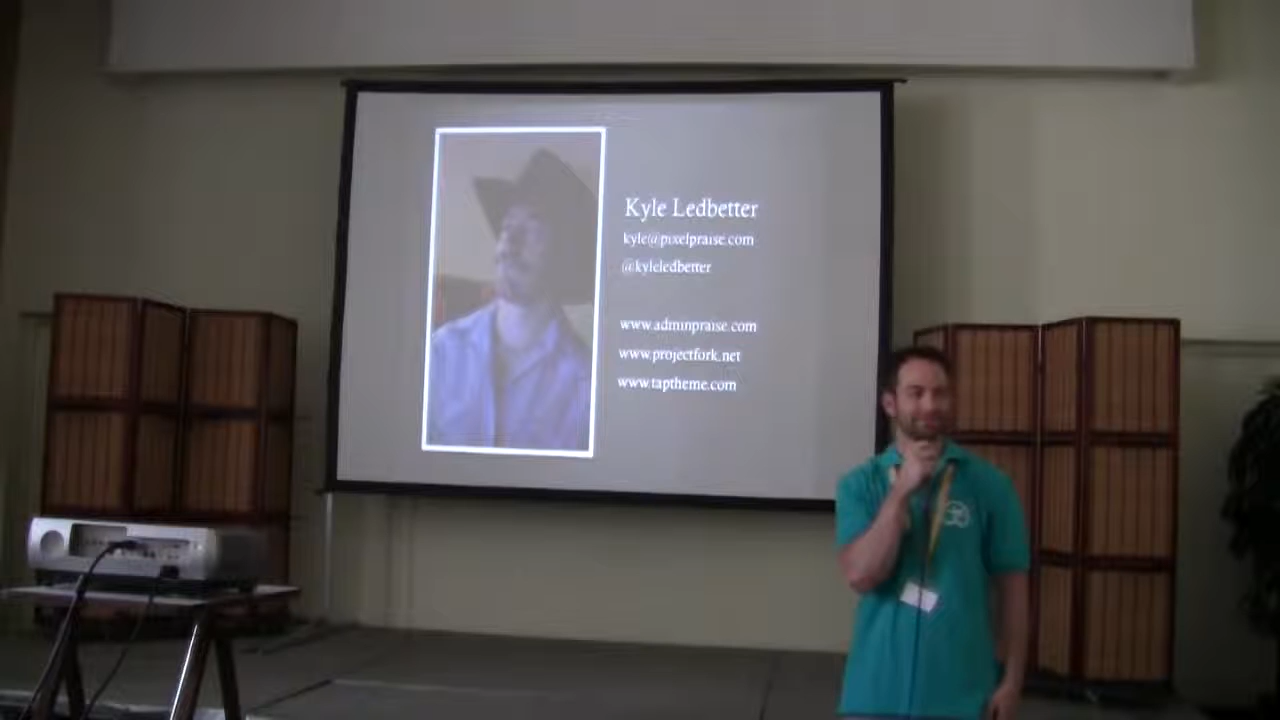 Kyle Ledbetter
kyle@pixelpraise.com
@kyleledbetter
www.adminpraise.com
www.projectfork.net
www.taptheme.com